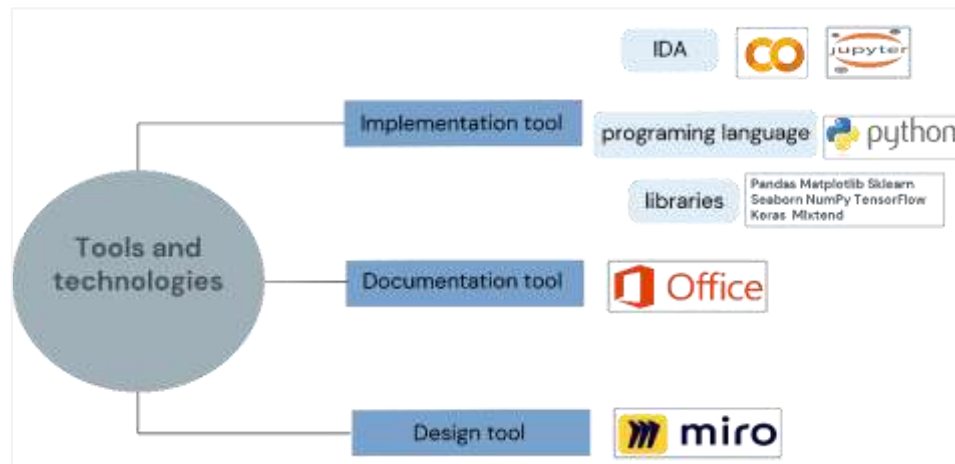 IDA
CO
jupyter
Implementation tool
programing language
python
libraries
Pandas Matplotlib Sklearn
Seaborn NumPy TensorFlow
Keras Mlxtend
Tools and
technologies
Documentation tool
Office
Design tool
miro